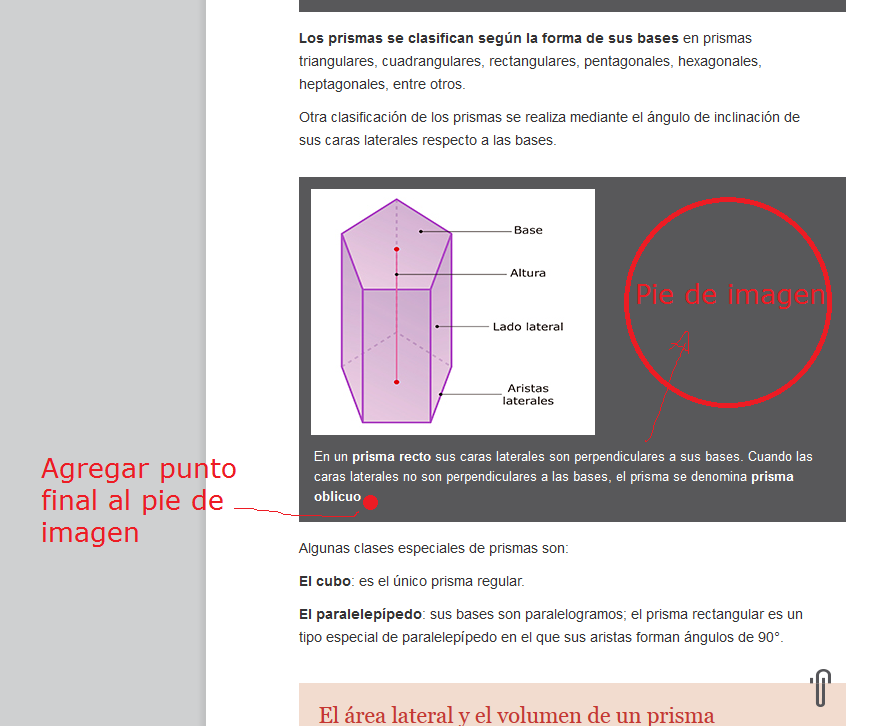 Los prismas se clasifican según la forma de sus bases en prismas
triangulares, cuadrangulares, rectangulares, pentagonales, hexagonales,
heptagonales, entre otros.
Otra clasificación de los prismas se realiza mediante el ángulo de inclinación de
sus caras laterales respecto a las bases.
Base
Altura
Lado lateral
Aristas
laterales
Pie de imagen
En un prisma recto sus caras laterales son perpendiculares a sus bases. Cuando las
caras laterales no son perpendiculares a las bases, el prisma se denomina prisma
oblicuo
Agregar punto
final al pie de
imagen
Algunas clases especiales de prismas son:
El cubo: es el único prisma regular.
El paralelepípedo: sus bases son paralelogramos; el prisma rectangular es un
tipo especial de paralelepípedo en el que sus aristas forman ángulos de 90°.
El área lateral y el volumen de un prisma